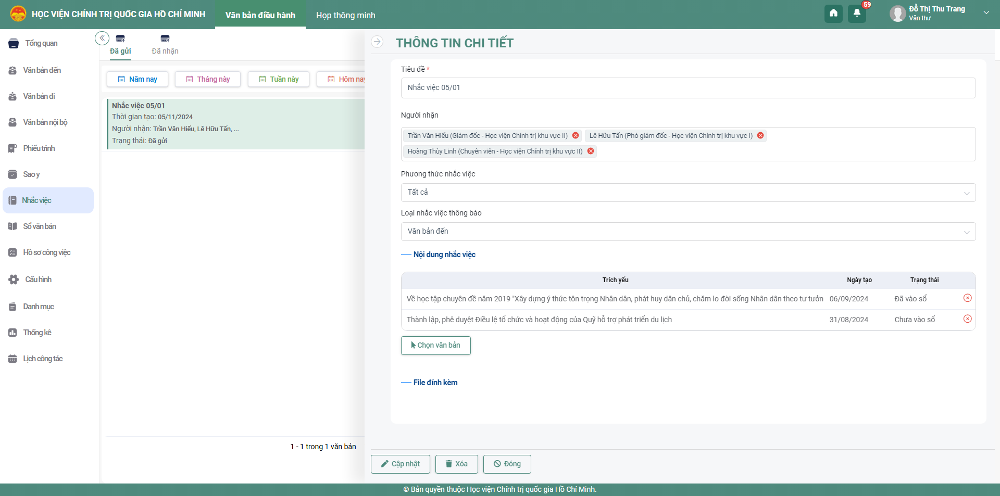 HỌC VIỆN CHÍNH TRỊ QUỐC GIA HỒ CHÍ MINH
Văn bản điều hành
Họp thông minh
59
Đỗ Thị Thu Trang
Văn thư
Tổng quan
Văn bản đến
Văn bản đi
Văn bản nội bộ
Phiếu trình
Sao y
Nhắc việc
Sổ văn bản
Hồ sơ công việc
Cấu hình
Danh mục
Thống kê
Lịch công tác
Đã gửi
Đã nhận
Năm nay
Tháng này
Tuần này
Hôm nay
Nhắc việc 05/01
Thời gian tạo: 05/11/2024
Người nhận: Trần Văn Hiếu, Lê Hữu Tấn, ...
Trạng thái: Đã gửi
1 - 1 trong 1 văn bản
THÔNG TIN CHI TIẾT
Tiêu đề *
Nhắc việc 05/01
Người nhận
Trần Văn Hiếu (Giám đốc - Học viện Chính trị khu vực II)
Lê Hữu Tấn (Phó giám đốc - Học viện Chính trị khu vực I)
Hoàng Thùy Linh (Chuyên viên - Học viện Chính trị khu vực II)
Phương thức nhắc việc
Tất cả
Loại nhắc việc thông báo
Văn bản đến
Nội dung nhắc việc
Trích yếu Ngày tạo Trạng thái
Về học tập chuyên đề năm 2019 "Xây dựng ý thức tôn trọng Nhân dân, phát huy dân chủ, chăm lo đời sống Nhân dân theo tư tưởn 06/09/2024 Đã vào sổ
Thành lập, phê duyệt Điều lệ tổ chức và hoạt động của Quỹ hỗ trợ phát triển du lịch 31/08/2024 Chưa vào sổ
Chọn văn bản
File đính kèm
Cập nhật
Xóa
Đóng
© Bản quyền thuộc Học viện Chính trị quốc gia Hồ Chí Minh.